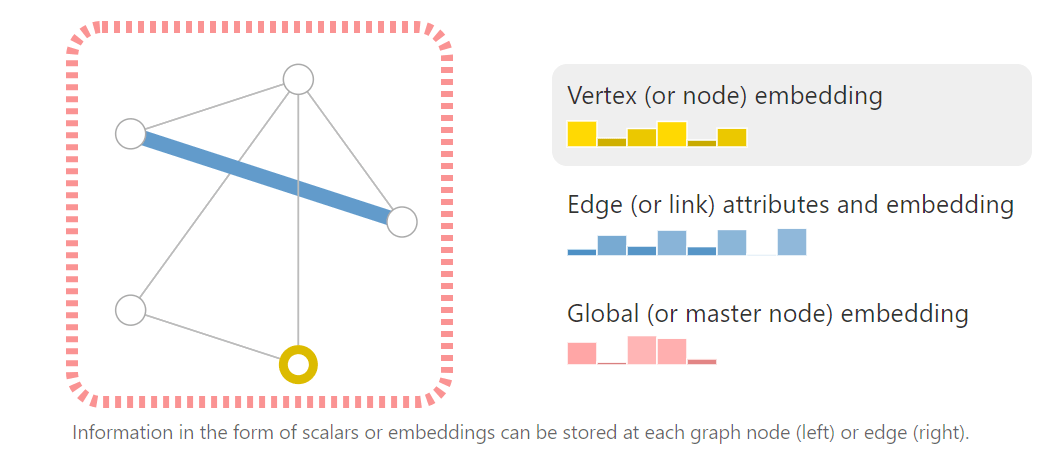 Vertex (or node) embedding
Edge (or link) attributes and embedding
Global (or master node) embedding
Information in the form of scalars or embeddings can be stored at each graph node (left) or edge (right).